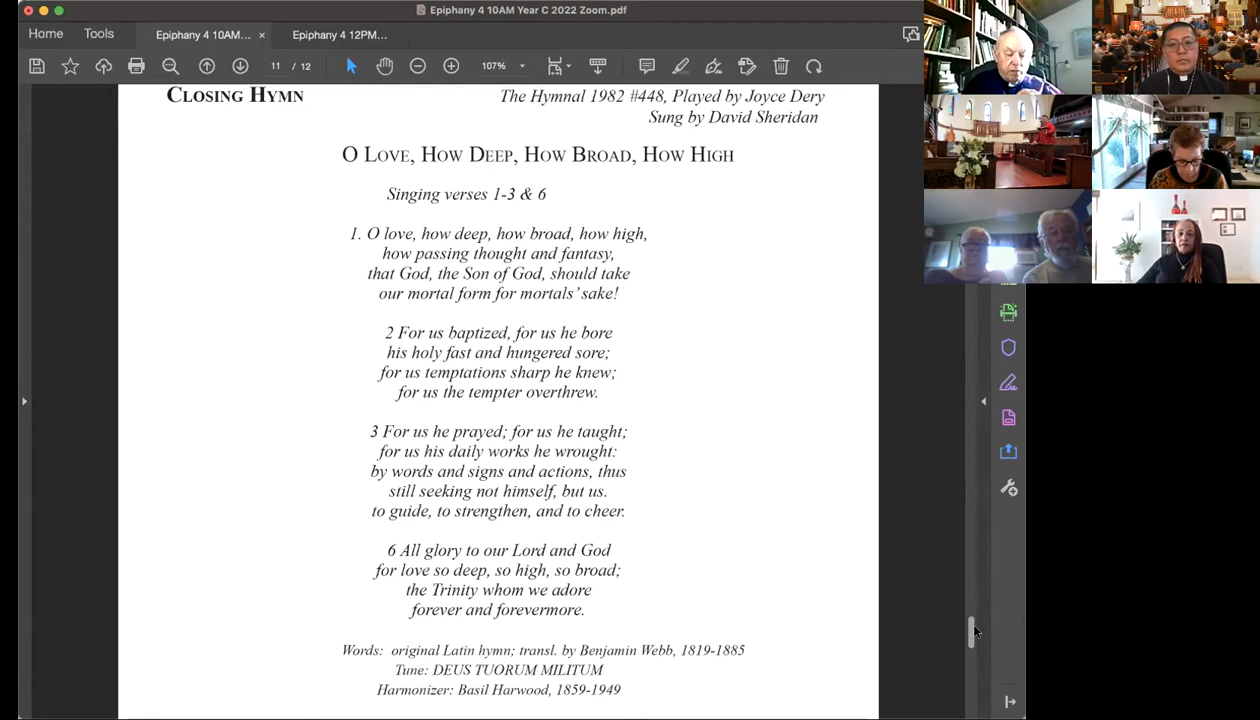 Epiphany 4 10AM Year C 2022 Zoom.pdf
Home
Tools
Epiphany 4 10AM...
×
Epiphany 4 12PM...
11 / 12
107%
CLOSING HYMN
The Hymnal 1982 #448, Played by Joyce Dery
Sung by David Sheridan
O LOVE, HOW DEEP, HOW BROAD, HOW HIGH
Singing verses 1-3 & 6
1. O love, how deep, how broad, how high,
how passing thought and fantasy,
that God, the Son of God, should take
our mortal form for mortals’ sake!
2 For us baptized, for us he bore
his holy fast and hungered sore;
for us temptations sharp he knew;
for us the tempter overthrew.
3 For us he prayed; for us he taught;
for us his daily works he wrought:
by words and signs and actions, thus
still seeking not himself, but us.
to guide, to strengthen, and to cheer.
6 All glory to our Lord and God
for love so deep, so high, so broad;
the Trinity whom we adore
forever and forevermore.
Words: original Latin hymn; transl. by Benjamin Webb, 1819-1885
Tune: DEUS TUORUM MILITUM
Harmonizer: Basil Harwood, 1859-1949